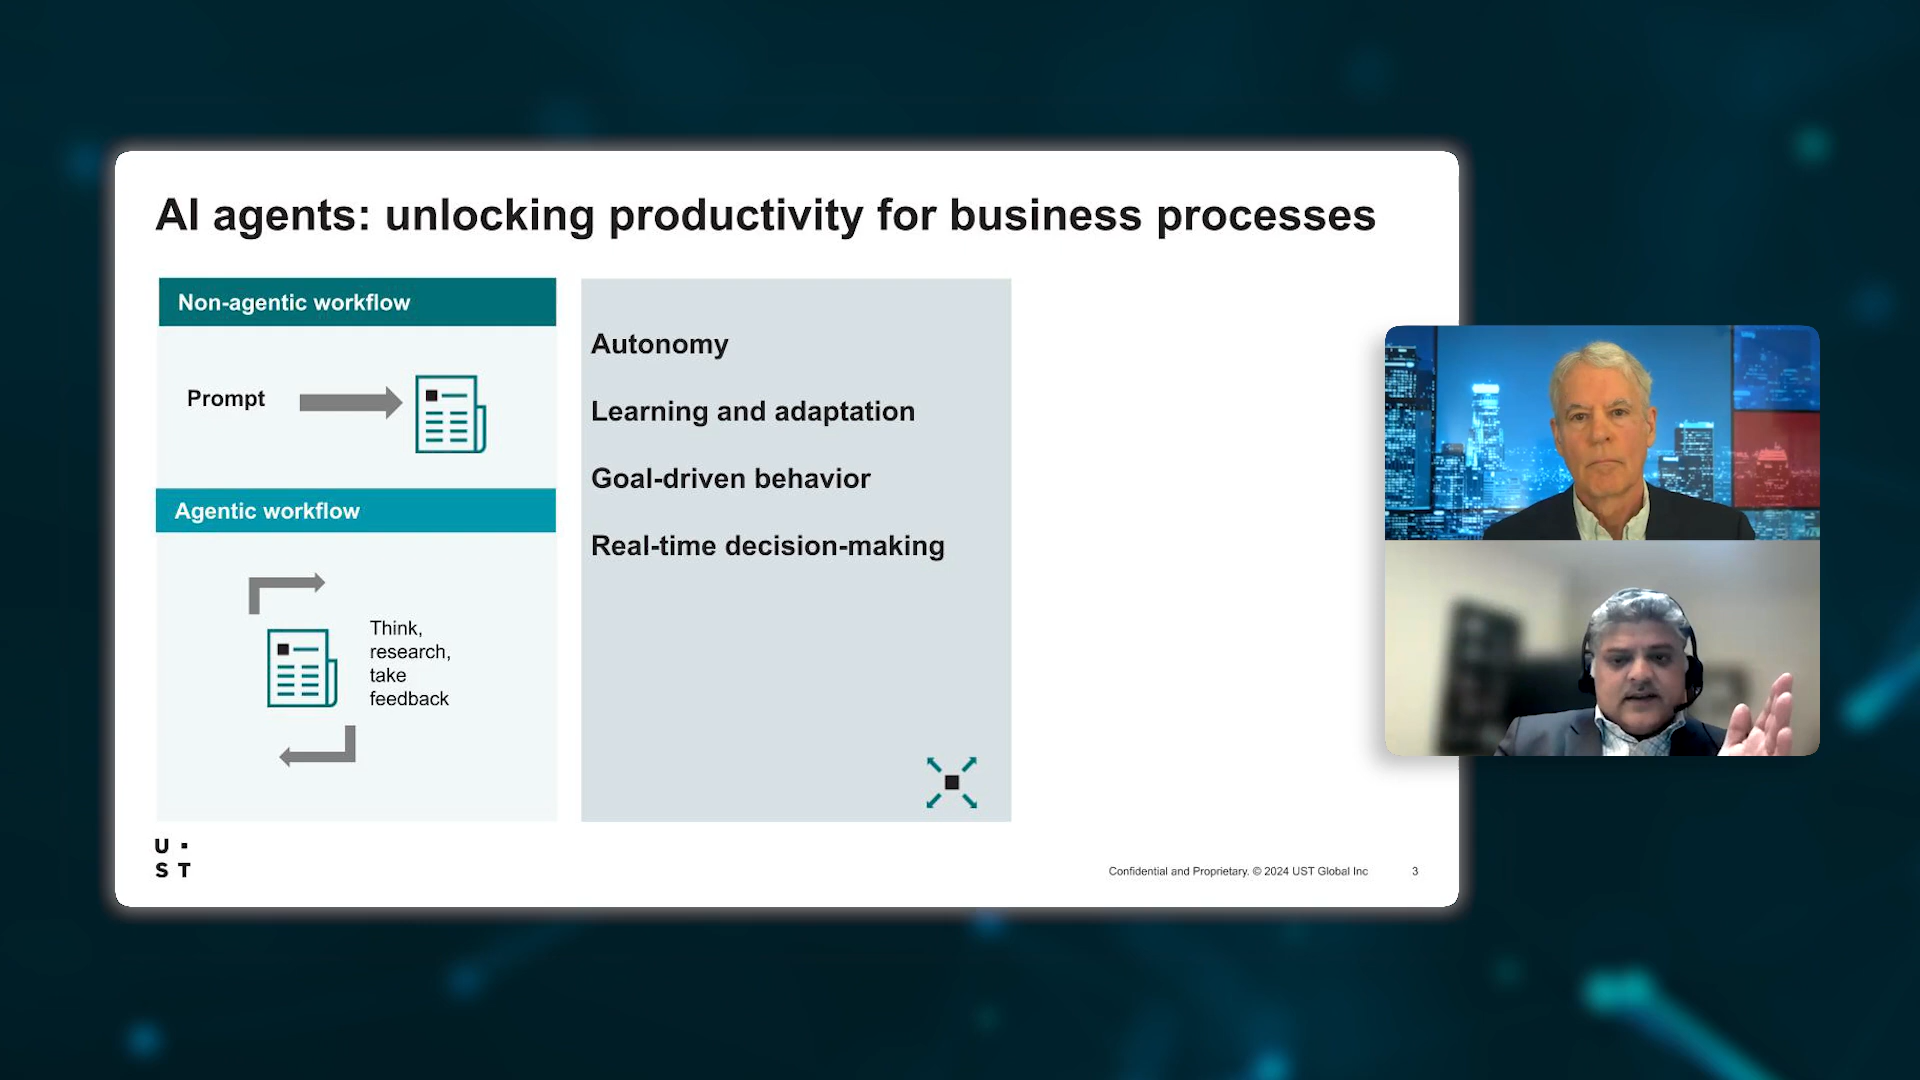 AI agents: unlocking productivity for business processes
Non-agentic workflow
Prompt
Agentic workflow
Think,
research,
take
feedback
Autonomy
Learning and adaptation
Goal-driven behavior
Real-time decision-making
U
S T
Confidential and Proprietary. © 2024 UST Global Inc
3